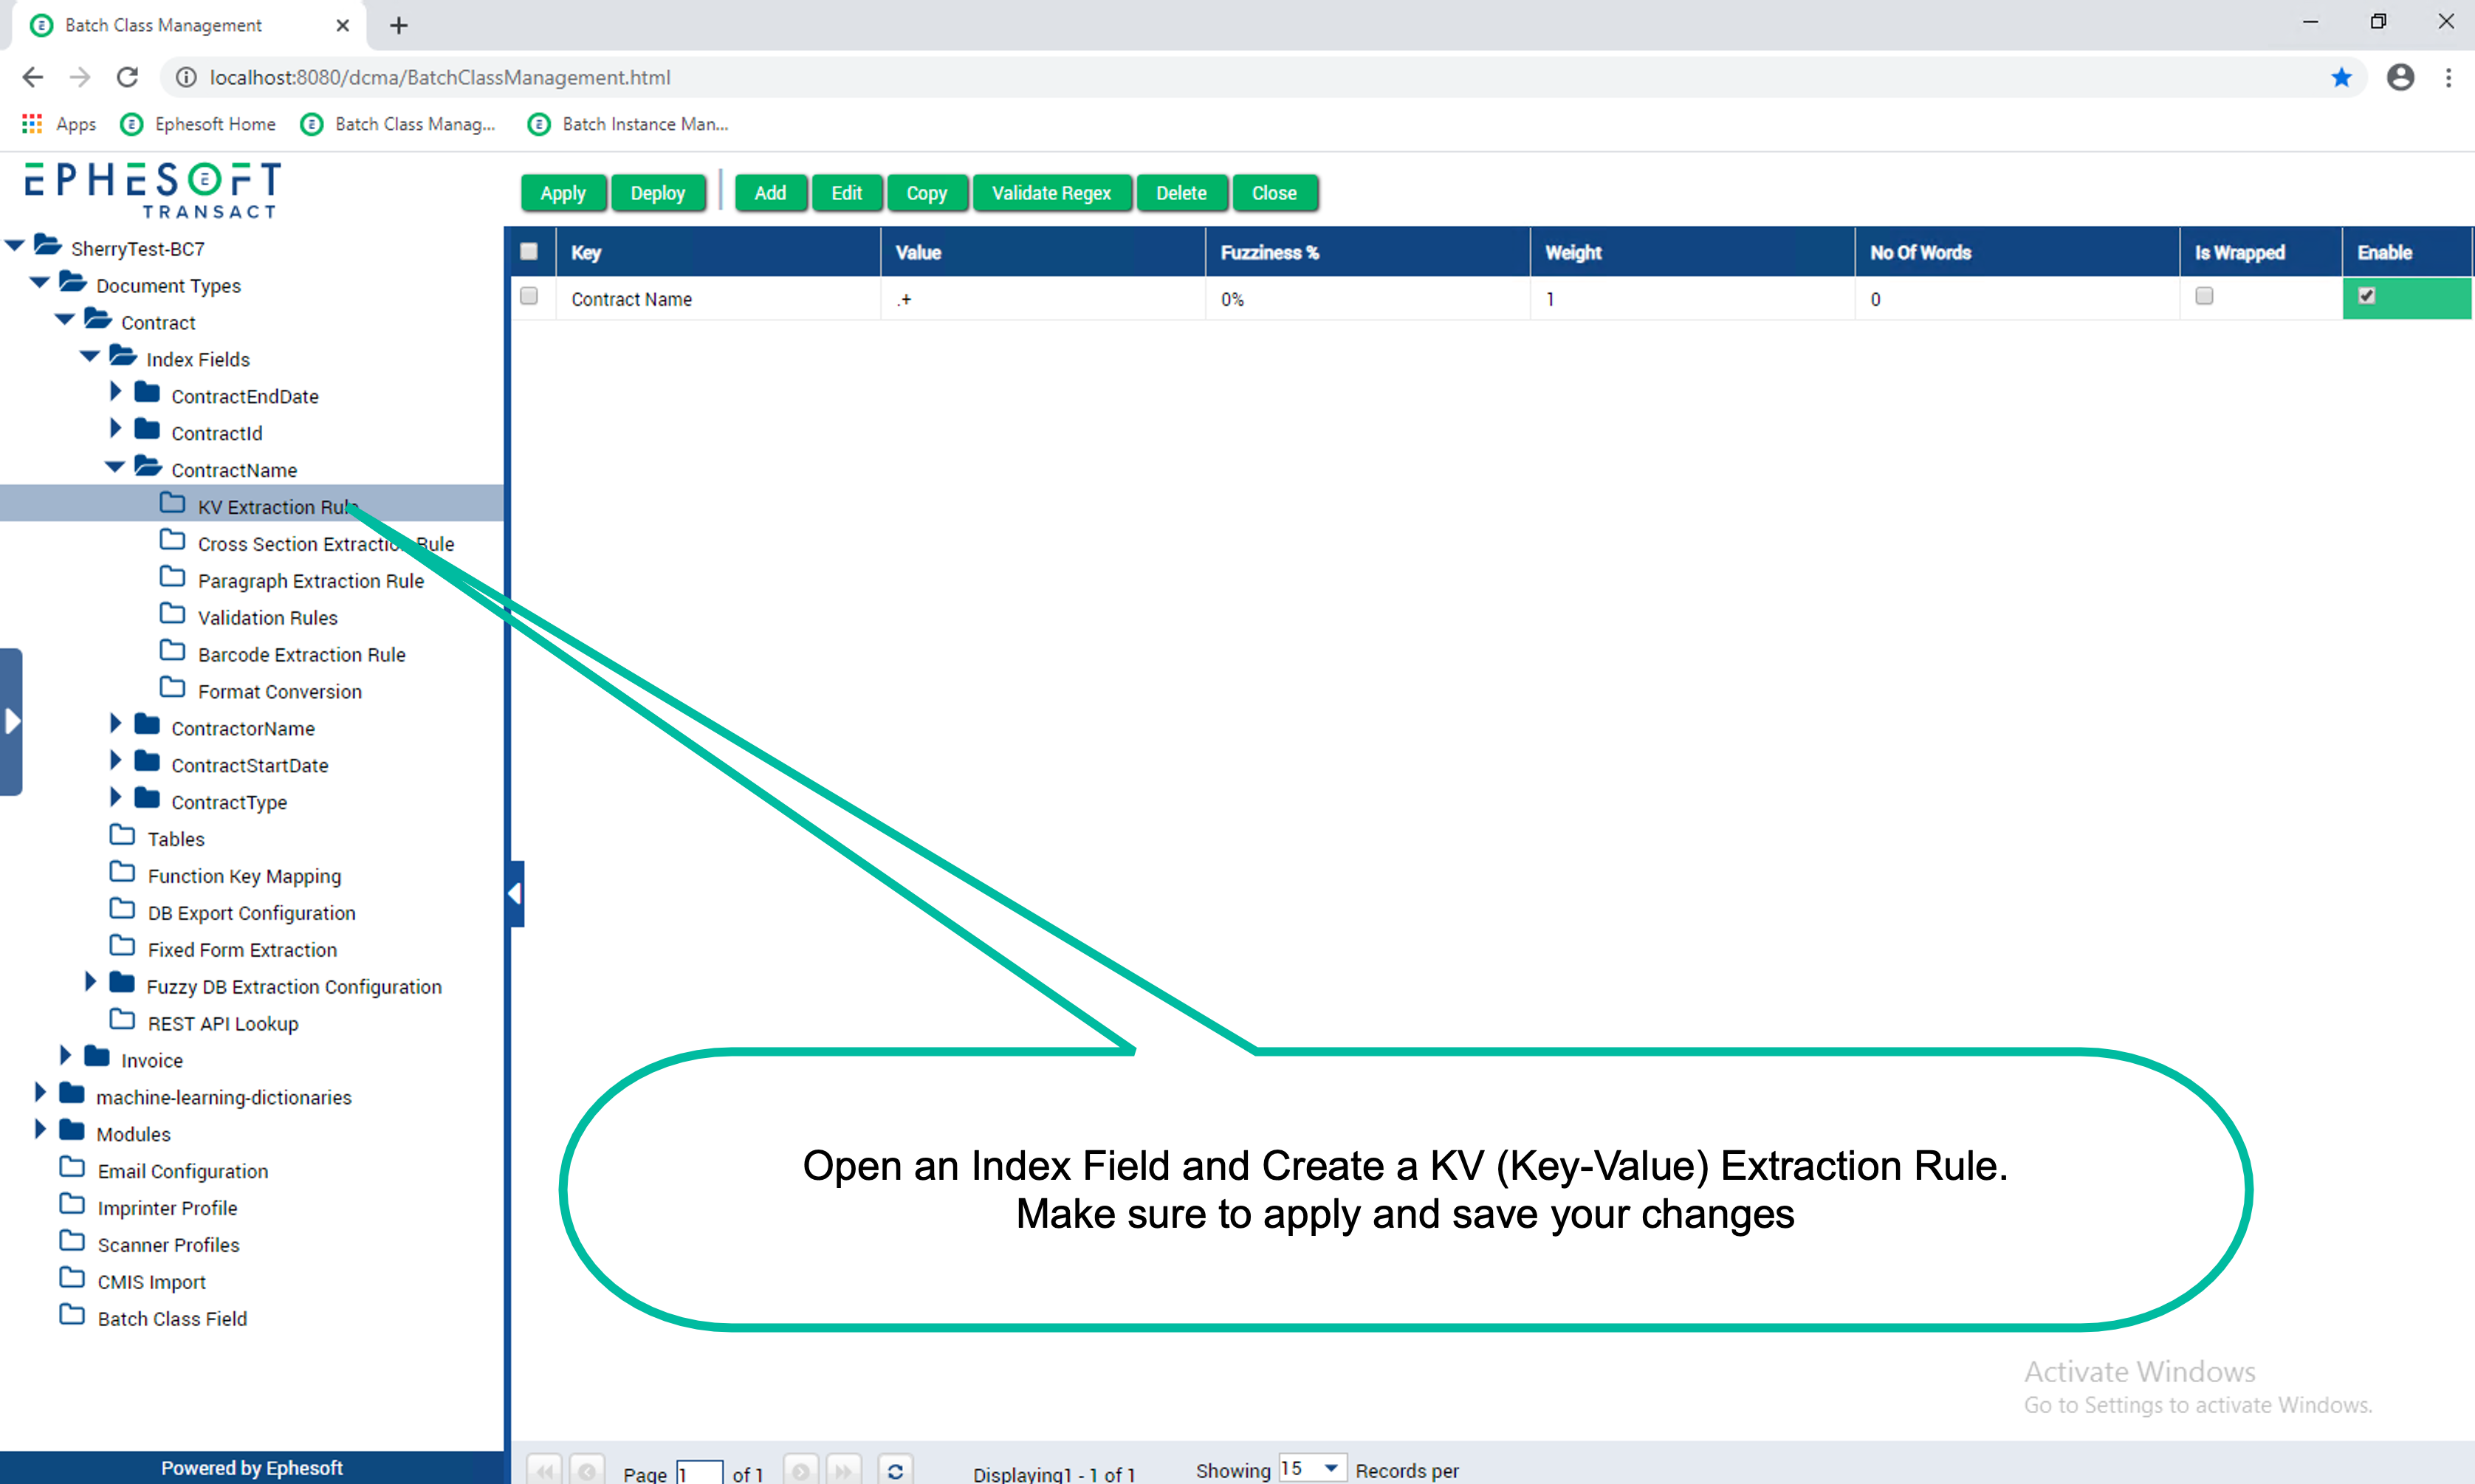 Batch Class Management
localhost:8080/dcma/BatchClassManagement.html
Apps Ephesoft Home Batch Class Manag... Batch Instance Man...
EPHESOFT
TRANSACT
Apply Deploy Add Edit Copy Validate Regex Delete Close
SherryTest-BC7
Document Types
Contract
Index Fields
ContractEndDate
ContractId
ContractName
KV Extraction Rule
Cross Section Extraction Rule
Paragraph Extraction Rule
Validation Rules
Barcode Extraction Rule
Format Conversion
ContractorName
ContractStartDate
ContractType
Tables
Function Key Mapping
DB Export Configuration
Fixed Form Extraction
Fuzzy DB Extraction Configuration
REST API Lookup
Invoice
machine-learning-dictionaries
Modules
Email Configuration
Imprinter Profile
Scanner Profiles
CMIS Import
Batch Class Field
Powered by Ephesoft
Key Value Fuzziness % Weight No Of Words Is Wrapped Enable
Contract Name .+ 0% 1 0
Open an Index Field and Create a KV (Key-Value) Extraction Rule.
Make sure to apply and save your changes
Activate Windows
Go to Settings to activate Windows.
Page 1 of 1 Displaying1 - 1 of 1 Showing 15 Records per